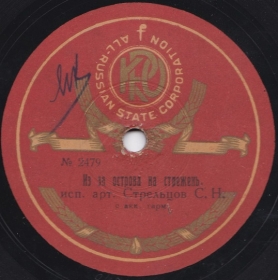 ALL-RUSSIAN STATE CORPORATION
№ 2479
Из за острова на стрежень.
исп. арт. Стрельцов С. Н.